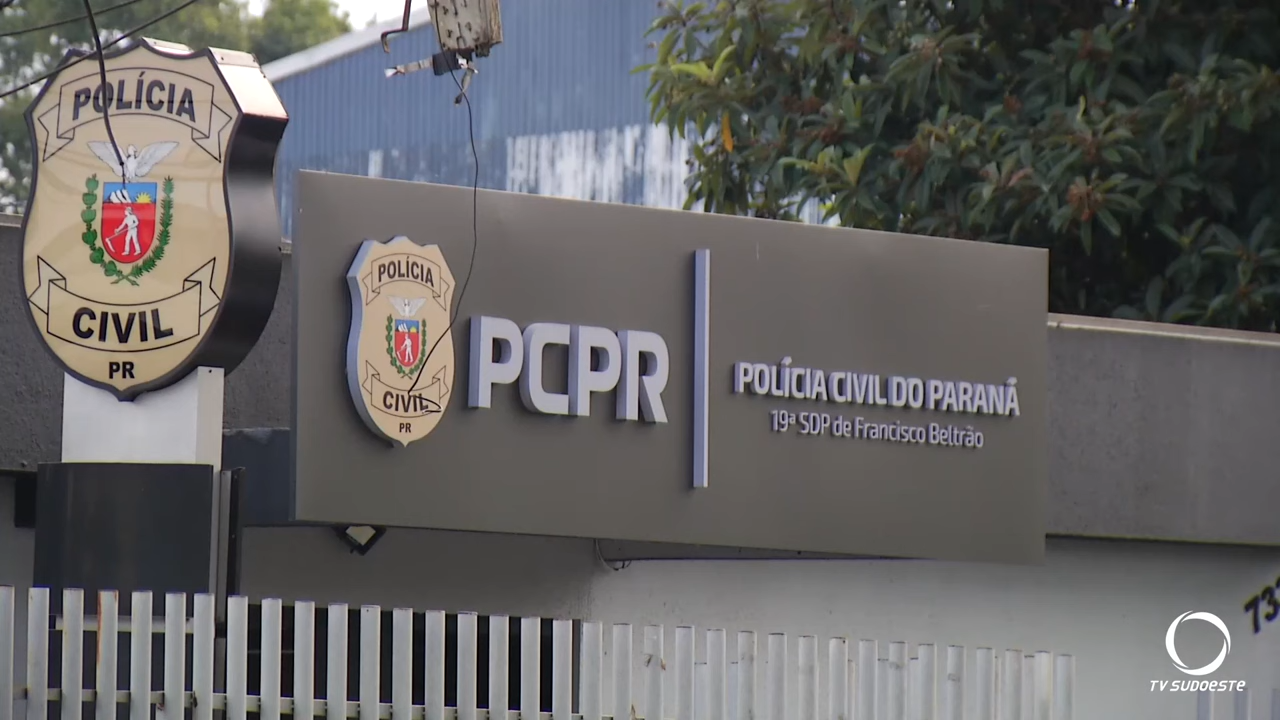 POLÍCIA
CIVIL
PR
POLÍCIA
CIVIL
PR
PCPR
POLÍCIA CIVIL DO PARANÁ
19ª SDP de Francisco Beltrão
TV SUDOESTE